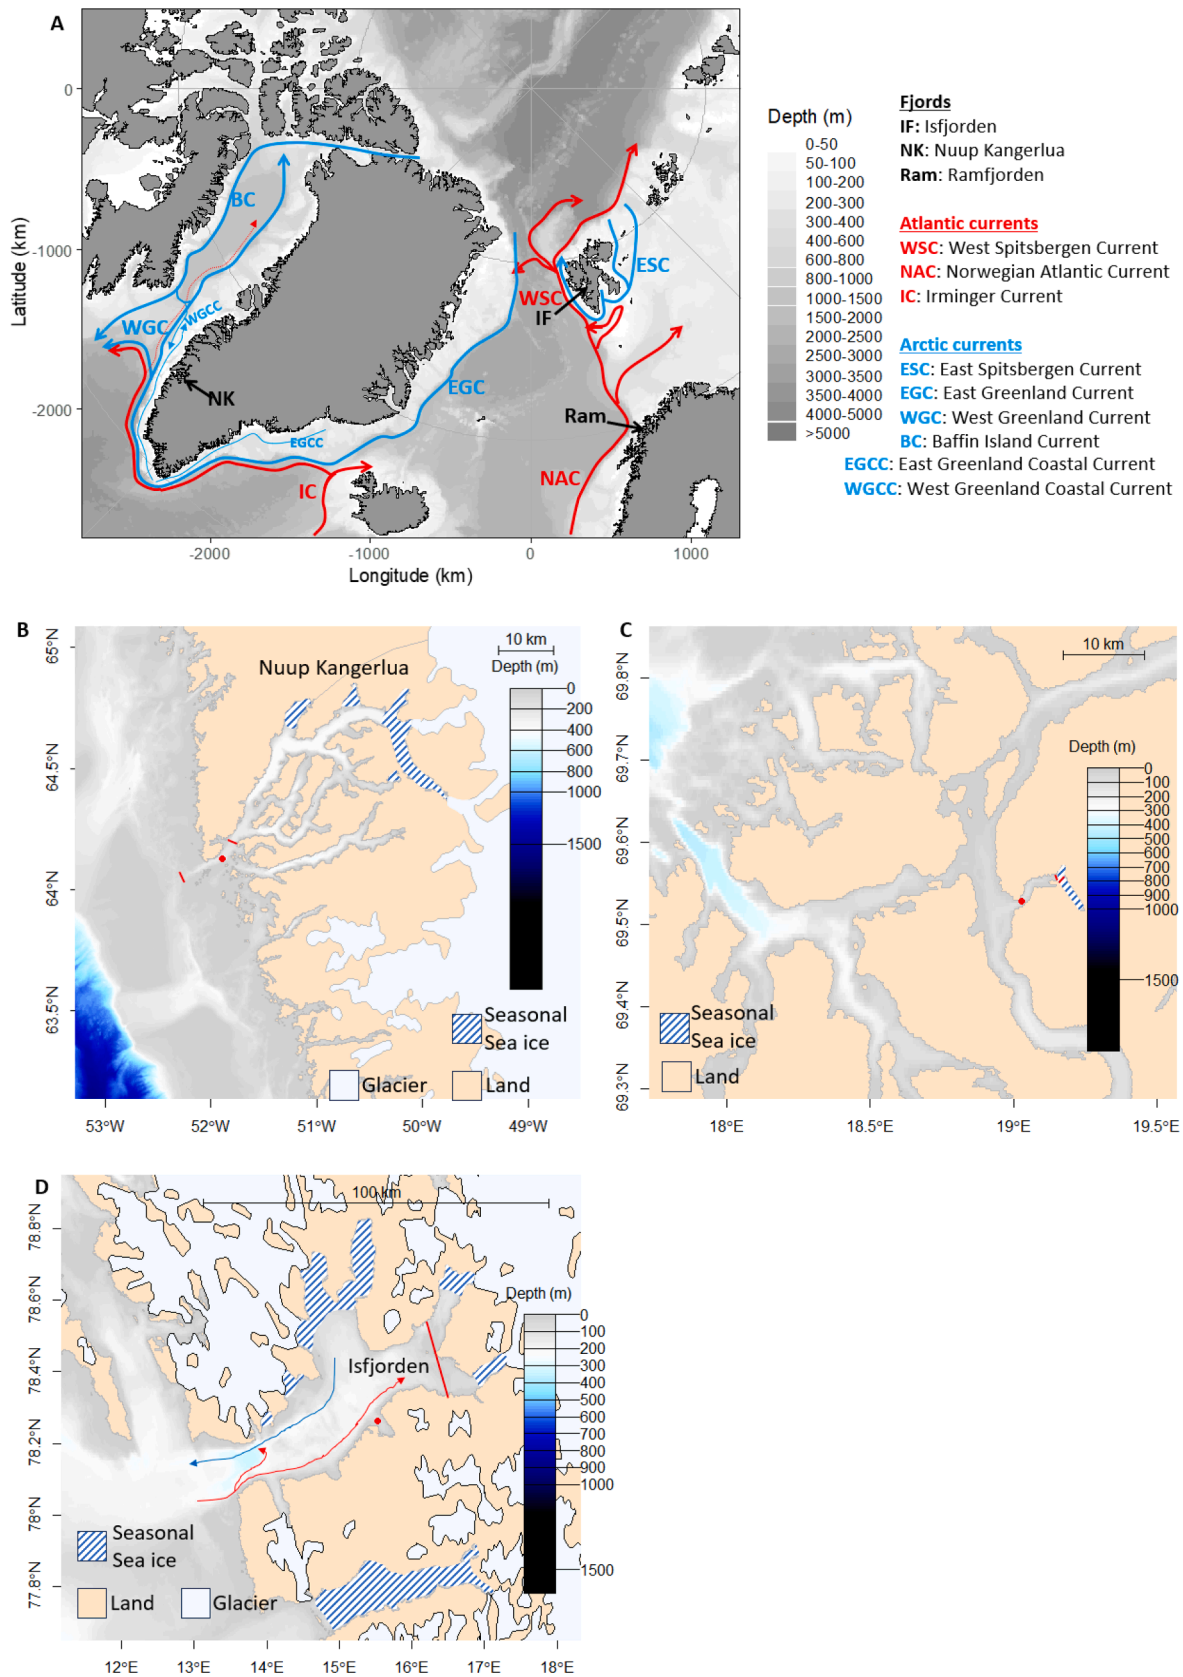 A
0
-1000
-2000
Latitude (km)
-2000
-1000
0
1000
Longitude (km)
BC
WGC
WGCC
NK
EGCC
EGC
IC
WSC
IF
ESC
Ram
NAC
Depth (m)
0-50
50-100
100-200
200-300
300-400
400-600
600-800
800-1000
1000-1500
1500-2000
2000-2500
2500-3000
3000-3500
3500-4000
4000-5000
>5000
Fjords
IF: Isfjorden
NK: Nuup Kangerlua
Ram: Ramfjorden
Atlantic currents
WSC: West Spitsbergen Current
NAC: Norwegian Atlantic Current
IC: Irminger Current
Arctic currents
ESC: East Spitsbergen Current
EGC: East Greenland Current
WGC: West Greenland Current
BC: Baffin Island Current
EGCC: East Greenland Coastal Current
WGCC: West Greenland Coastal Current
B
65°N
64.5°N
64°N
63.5°N
Nuup Kangerlua
10 km
Depth (m)
0
200
400
600
800
1000
1500
Seasonal
Sea ice
Glacier
Land
53°W
52°W
51°W
50°W
49°W
C
69.8°N
69.7°N
69.6°N
69.5°N
69.4°N
69.3°N
10 km
Depth (m)
0
100
200
300
400
500
600
700
800
900
1000
1500
Seasonal
Sea ice
Land
18°E
18.5°E
19°E
19.5°E
D
78.8°N
78.6°N
78.4°N
78.2°N
78°N
77.8°N
100 km
Isfjorden
Depth (m)
0
100
200
300
400
500
600
700
800
900
1000
1500
Seasonal
Sea ice
Land
Glacier
12°E
13°E
14°E
15°E
16°E
17°E
18°E